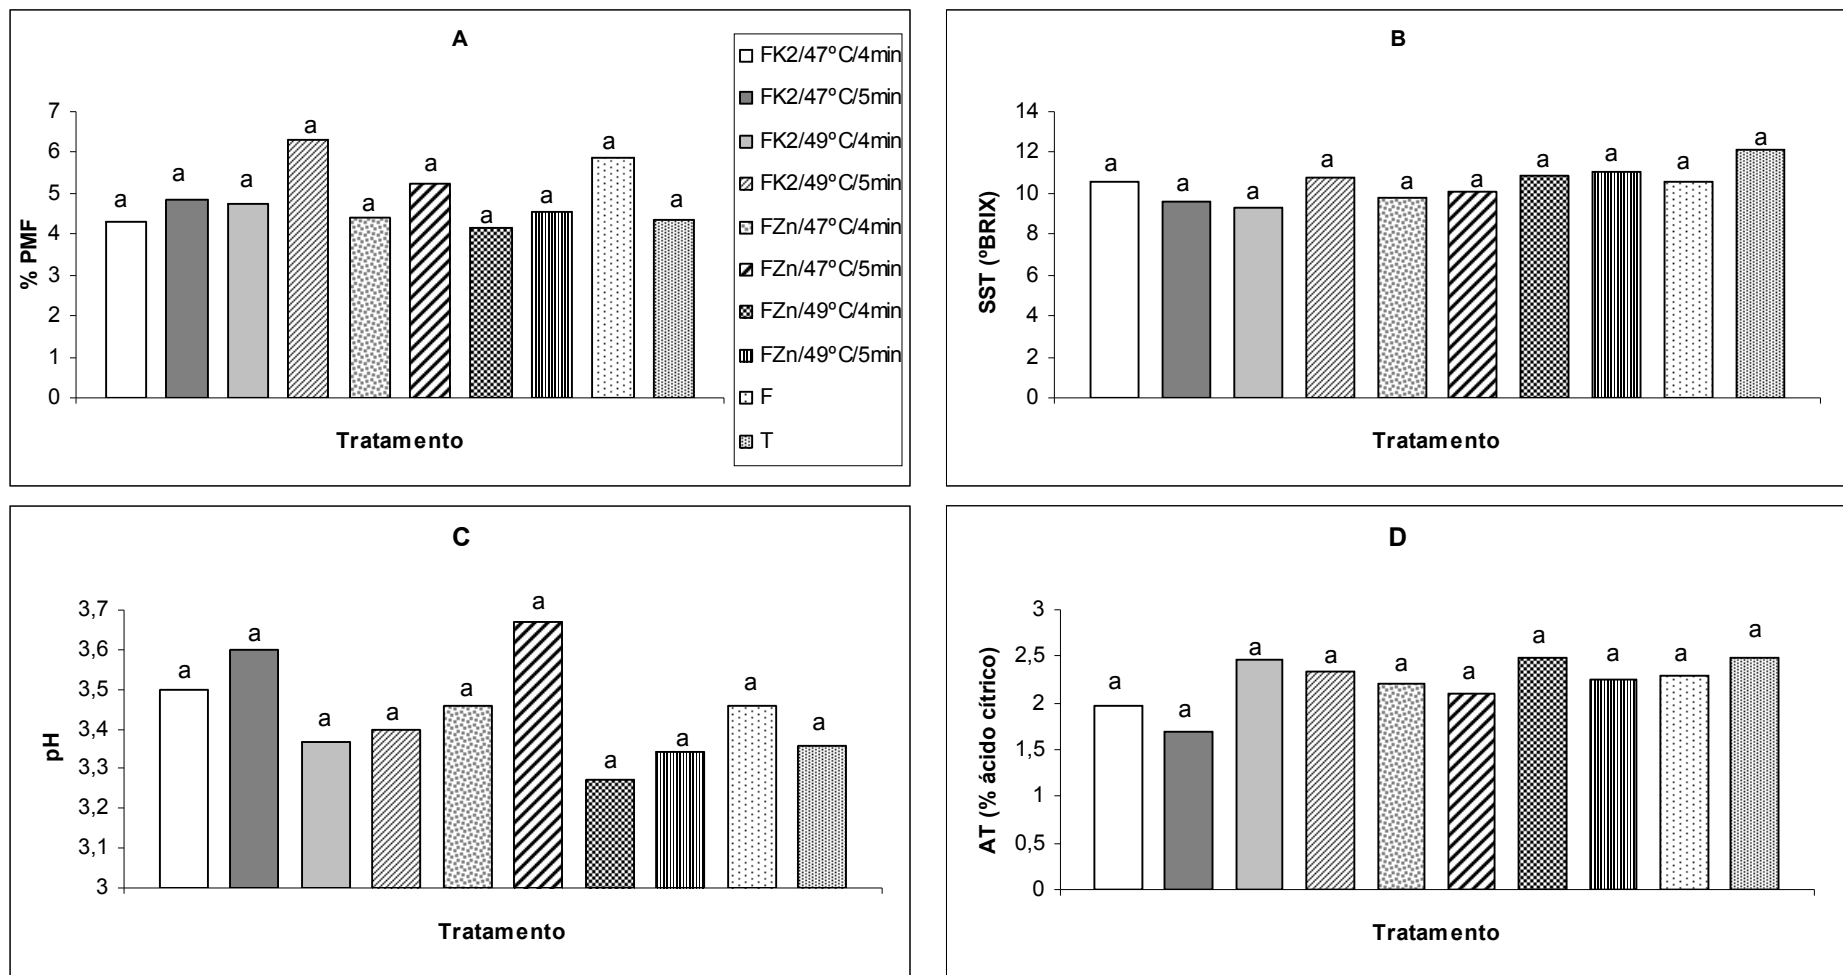 A
% PMF
7
6
5
4
3
2
1
0
a a a a a a a a a a
Tratamento
FK2/47ºC/4min
FK2/47ºC/5min
FK2/49ºC/4min
FK2/49ºC/5min
FZn/47ºC/4min
FZn/47ºC/5min
FZn/49ºC/4min
FZn/49ºC/5min
F
T
B
SST (ºBRIX)
14
12
10
8
6
4
2
0
a a a a a a a a a a
Tratamento
C
pH
3,7
3,6
3,5
3,4
3,3
3,2
3,1
3
a a a a a a a a a a
Tratamento
D
AT (% ácido cítrico)
3
2,5
2
1,5
1
0,5
0
a a a a a a a a a a
Tratamento